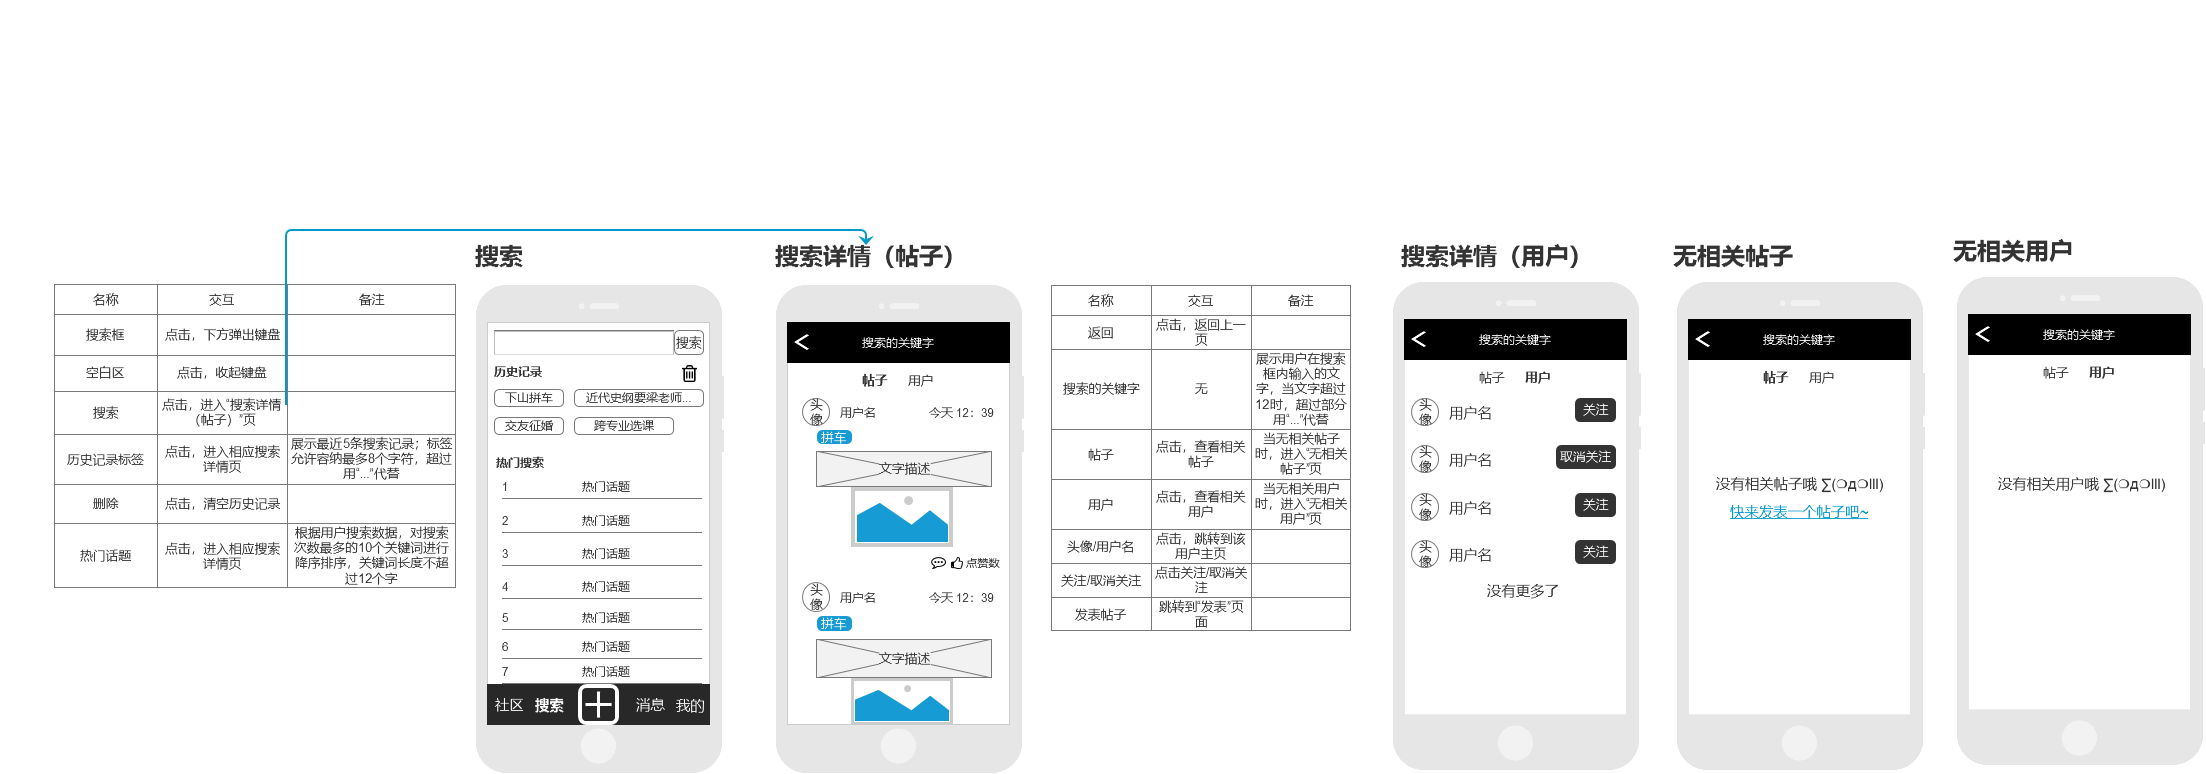 搜索
搜索详情（帖子）
搜索详情（用户）
无相关帖子
无相关用户
名称 交互 备注
搜索框 点击，下方弹出键盘
空白区 点击，收起键盘
搜索 点击，进入“搜索详情
（帖子）”页
历史记录标签 点击，进入相应搜索
详情页
展示最近5条搜索记录；标签
允许容纳最多8个字符，超过
用“...”代替
删除 点击，清空历史记录
热门话题 点击，进入相应搜索
详情页
根据用户搜索数据，对搜索
次数最多的10个关键词进行
降序排序，关键词长度不超
过12个字
搜索
历史记录
下山拼车 近代史纲要梁老师...
交友征婚 跨专业选课
热门搜索
1 热门话题
2 热门话题
3 热门话题
4 热门话题
5 热门话题
6 热门话题
7 热门话题
社区 搜索 消息 我的
搜索的关键字
帖子 用户
头
像
用户名 今天 12：39
拼车
文字描述
点赞数
头
像
用户名 今天 12：39
拼车
文字描述
名称 交互 备注
返回 点击，返回上一
页
搜索的关键字 无
展示用户在搜索
框内输入的文
字，当文字超过
12时，超过部分
用“...”代替
帖子 点击，查看相关
帖子
当无相关帖子
时，进入“无相关
帖子”页
用户 点击，查看相关
用户
当无相关用户
时，进入“无相关
用户”页
头像/用户名 点击，跳转到该
用户主页
关注/取消关注 点击关注/取消关
注
发表帖子 跳转到“发表”页
面
搜索的关键字
帖子 用户
头
像
用户名 关注
头
像
用户名 取消关注
头
像
用户名 关注
头
像
用户名 关注
没有更多了
搜索的关键字
帖子 用户
没有相关帖子哦 ∑(❍д❍lll)
快来发表一个帖子吧~
搜索的关键字
帖子 用户
没有相关用户哦 ∑(❍д❍lll)